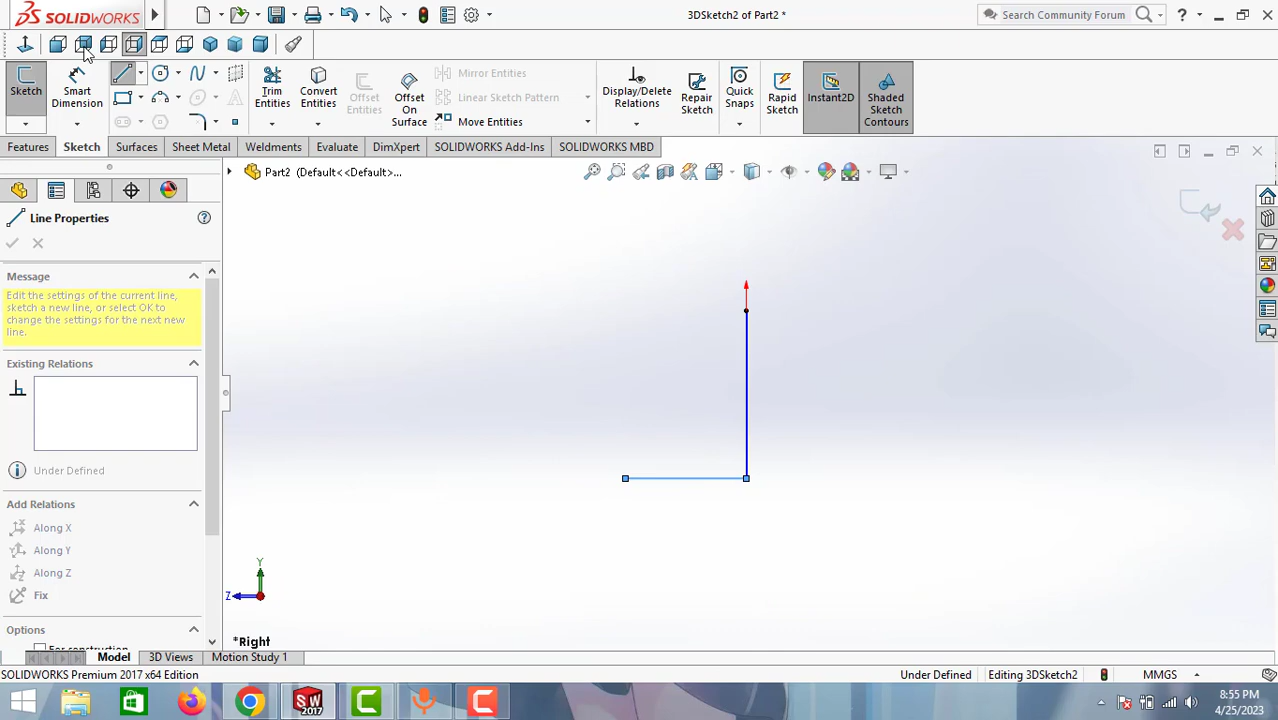 SOLIDWORKS
3DSketch2 of Part2 *
Search Community Forum
?
Sketch
Smart Dimension
Trim Entities
Convert Entities
Offset Entities
Offset On Surface
Mirror Entities
Linear Sketch Pattern
Move Entities
Display/Delete Relations
Repair Sketch
Quick Snaps
Rapid Sketch
Instant2D
Shaded Sketch Contours
Features
Sketch
Surfaces
Sheet Metal
Weldments
Evaluate
DimXpert
SOLIDWORKS Add-Ins
SOLIDWORKS MBD
Part2 (Default<<Default>...
Line Properties
?
Message
Edit the settings of the current line,
sketch a new line, or select OK to
change the settings for the next new
line.
Existing Relations
Under Defined
Add Relations
Along X
Along Y
Along Z
Fix
Options
For construction
Y
Z
*Right
Model
3D Views
Motion Study 1
SOLIDWORKS Premium 2017 x64 Edition
Under Defined
Editing 3DSketch2
MMGS
SW
2017
8:55 PM
4/25/2023